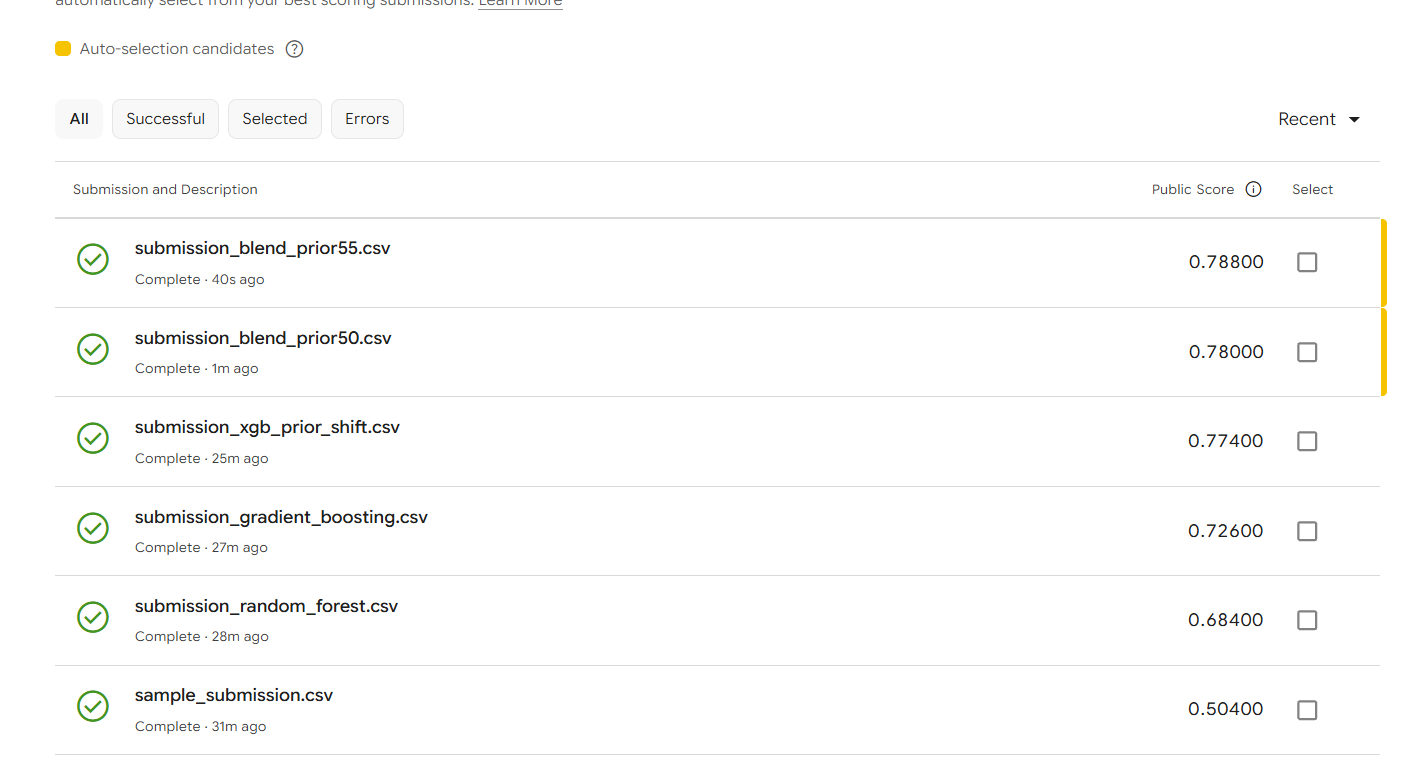 automatically select from your best scoring submissions. Learn More
Auto-selection candidates ?
All Successful Selected Errors Recent
Submission and Description Public Score i Select
submission_blend_prior55.csv
0.78800
Complete · 40s ago
submission_blend_prior50.csv
0.78000
Complete · 1m ago
submission_xgb_prior_shift.csv
0.77400
Complete · 25m ago
submission_gradient_boosting.csv
0.72600
Complete · 27m ago
submission_random_forest.csv
0.68400
Complete · 28m ago
sample_submission.csv
0.50400
Complete · 31m ago